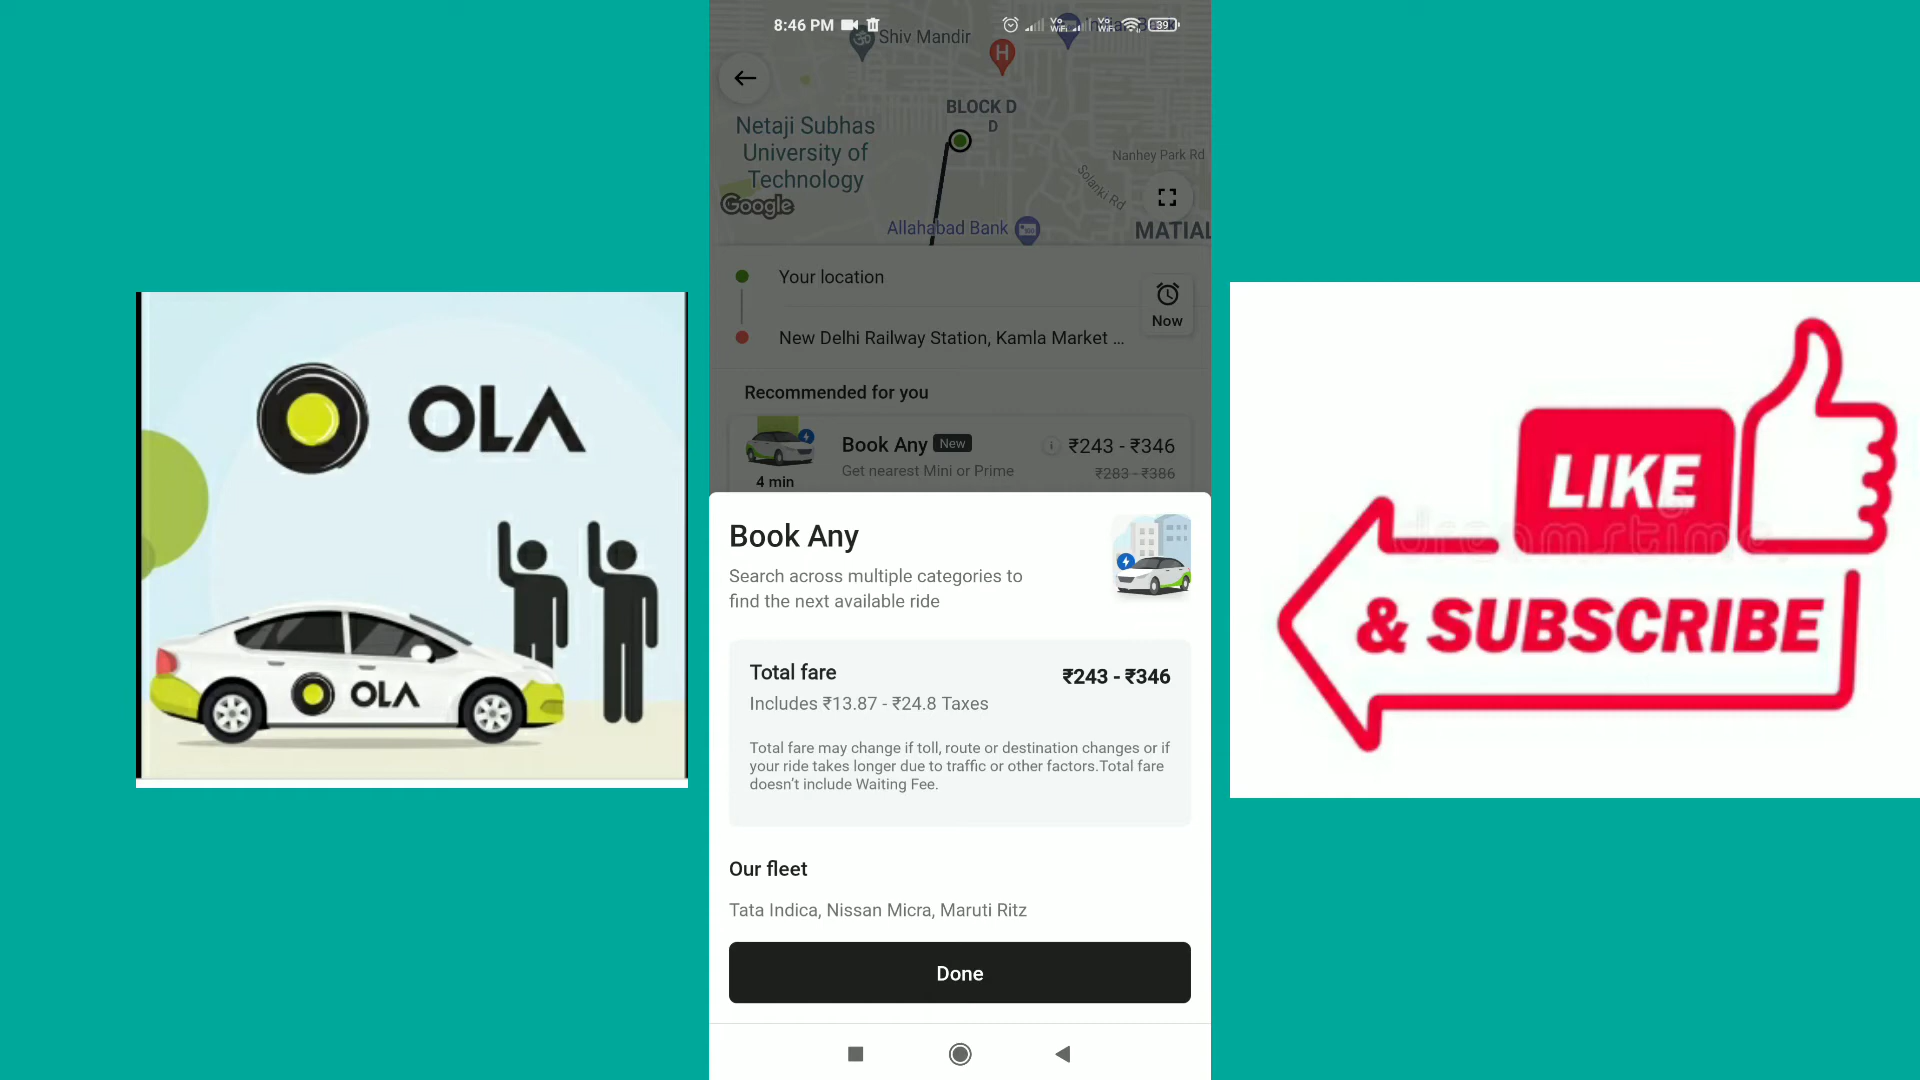 8:46 PM
39
Shiv Mandir
H
BLOCK D
D
Netaji Subhas
University of
Technology
Nanhey Park Rd
Solanki Rd
Google
Allahabad Bank
MATIAL
Your location
Now
New Delhi Railway Station, Kamla Market ...
Recommended for you
Book Any New ₹243 - ₹346
Get nearest Mini or Prime ₹283 - ₹386
4 min
Book Any
Search across multiple categories to
find the next available ride
Total fare ₹243 - ₹346
Includes ₹13.87 - ₹24.8 Taxes
Total fare may change if toll, route or destination changes or if
your ride takes longer due to traffic or other factors.Total fare
doesn't include Waiting Fee.
Our fleet
Tata Indica, Nissan Micra, Maruti Ritz
Done
OLA
OLA
LIKE
& SUBSCRIBE
dreamstime